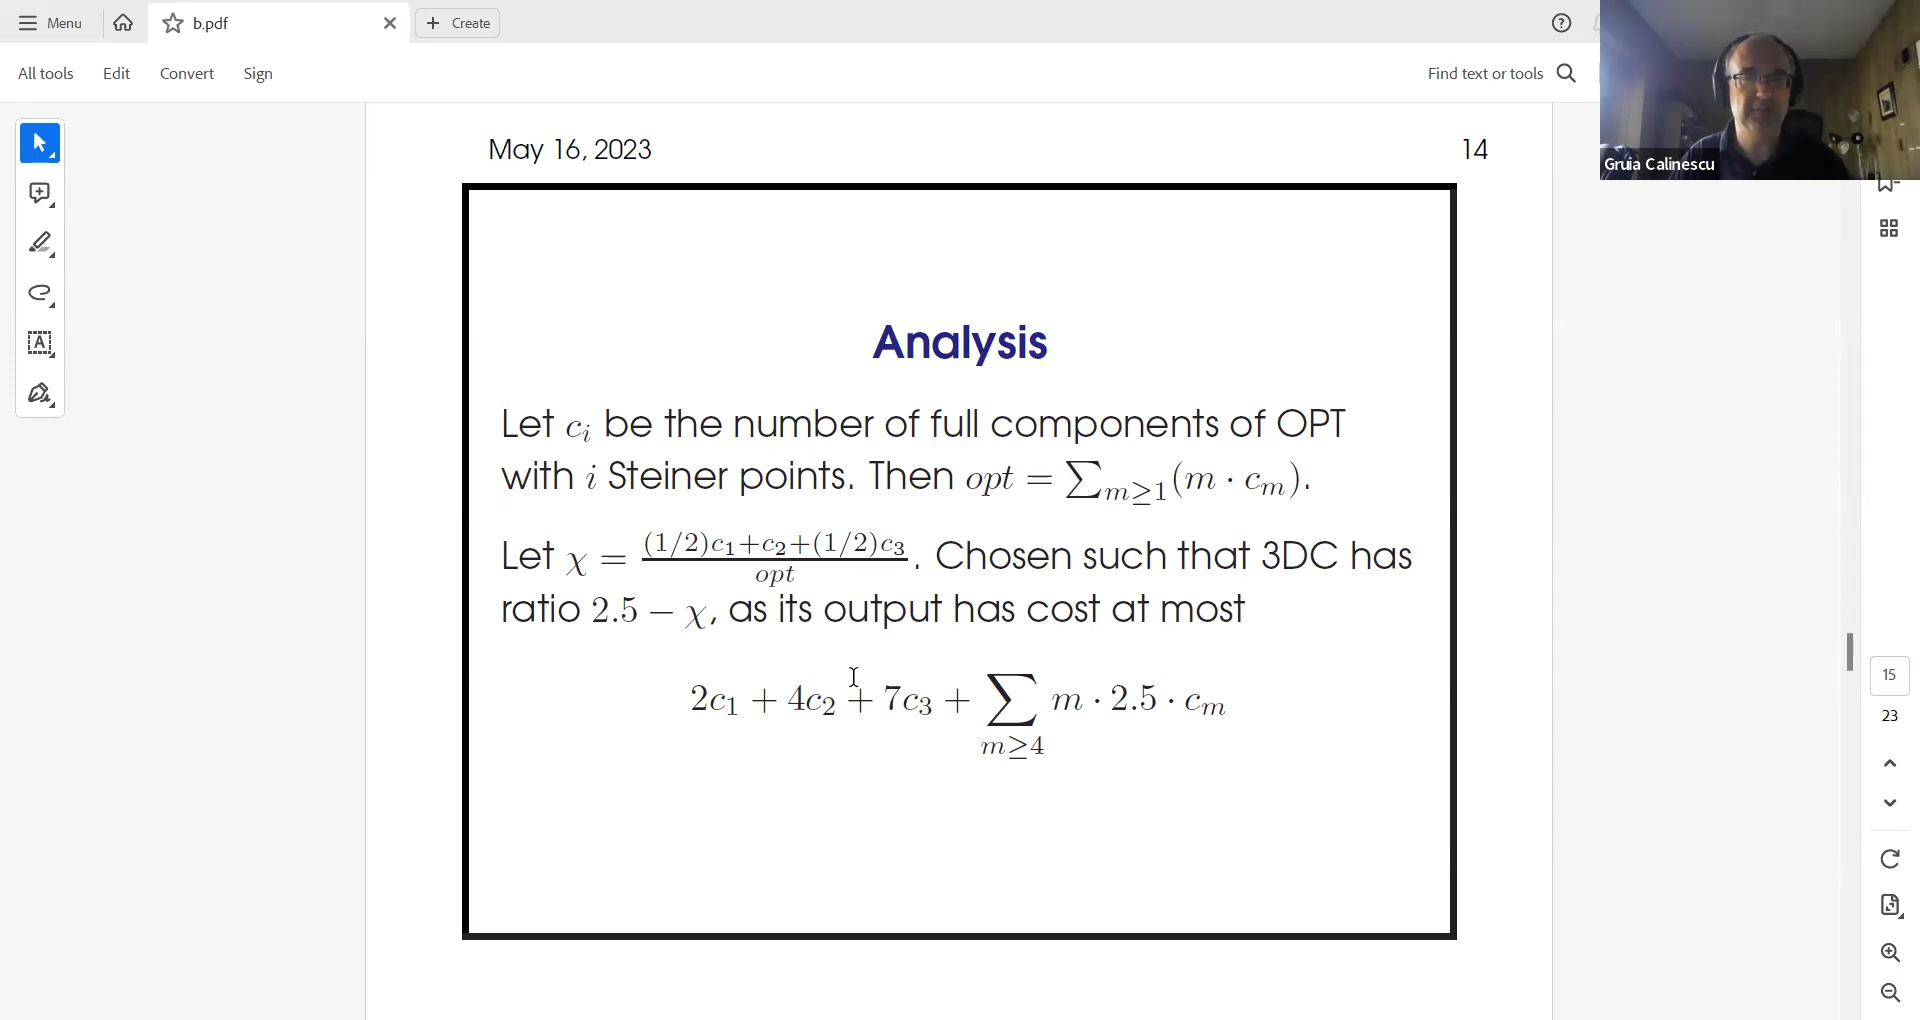 Menu
b.pdf
Create
All tools
Edit
Convert
Sign
Find text or tools
Gruia Calinescu
May 16, 2023
14
Analysis
Let c_i be the number of full components of OPT
with i Steiner points. Then opt = ∑_{m≥1}(m · c_m).
Let χ = ((1/2)c_1+c_2+(1/2)c_3)/opt. Chosen such that 3DC has
ratio 2.5 − χ, as its output has cost at most
2c_1 + 4c_2 + 7c_3 + ∑_{m≥4} m · 2.5 · c_m
15
23